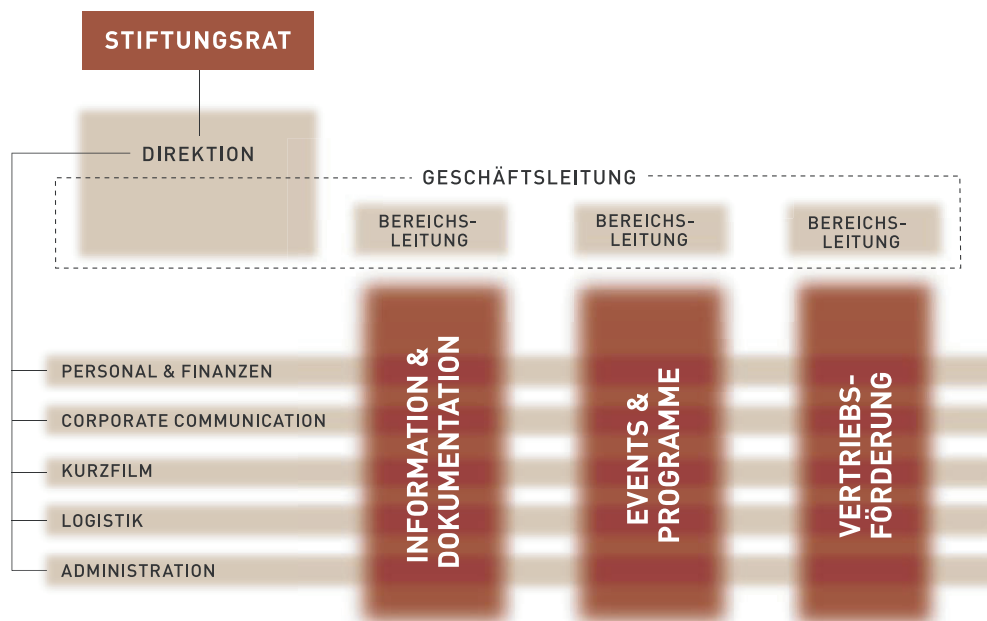 STIFTUNGSRAT
DIREKTION
GESCHÄFTSLEITUNG
BEREICHS-
LEITUNG
BEREICHS-
LEITUNG
BEREICHS-
LEITUNG
INFORMATION &
DOKUMENTATION
EVENTS &
PROGRAMME
VERTRIEBS-
FÖRDERUNG
PERSONAL & FINANZEN
CORPORATE COMMUNICATION
KURZFILM
LOGISTIK
ADMINISTRATION